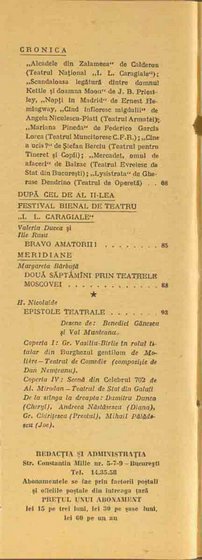 CRONICA
„Alcadele din Zalameea“ de Calderon
(Teatrul Național „I. L. Caragiale“);
„Scandaloasa legătură dintre domnul
Kettle și doamna Moon“ de J. B. Priest-
ley, „Nopți în Madrid“ de Ernest He-
mingway, „Cînd înfloresc migdalii“ de
Angela Niculescu-Plati (Teatrul Armatei);
„Mariana Pineda“ de Federico Garcia
Lorca (Teatrul Muncitoresc C.F.R.); „Cine
a ucis?“ de Ștefan Berciu (Teatrul pentru
Tineret și Copii); „Mercadet, omul de
afaceri“ de Balzac (Teatrul Evreiesc de
Stat din București); „Lysistrata“ de Ghe-
rase Dendrino (Teatrul de Operetă) . 66
DUPĂ CEL DE AL II-LEA
FESTIVAL BIENAL DE TEATRU
„I. L. CARAGIALE“
Valeria Ducea și
Ilie Rusu
BRAVO AMATORII! . . . . . 85
MERIDIANE
Margareta Bărbuță
DOUĂ SĂPTĂMÎNI PRIN TEATRELE
MOSCOVEI . . . . . . . 88
★
H. Nicolaide
EPISTOLE TEATRALE . . . . 93
Desene de: Benedict Gănescu
și Val Munteanu.
Coperta I: Gr. Vasiliu-Birlic în rolul ti-
tular din Burghezul gentilom de Mo-
lière—Teatrul de Comedie (compoziție de
Dan Nemțeanu).
Coperta IV: Scenă din Celebrul 702 de
Al. Mirodan — Teatrul de Stat din Galați
De la stînga la dreapta: Dumitra Dunea
(Cheryl), Andreea Năstăsescu (Diana),
Gr. Chirițescu (Preotul), Mihail
(Joe).
REDACȚIA ȘI ADMINISTRAȚIA
Str. Constantin Mille nr. 5-7-9 — București
Tel. 14.35.58
Abonamentele se fac prin factorii poștali
și oficiile poștale din întreaga țară
PREȚUL UNUI ABONAMENT
lei 15 pe trei luni, lei 30 pe șase luni,
lei 60 pe un an